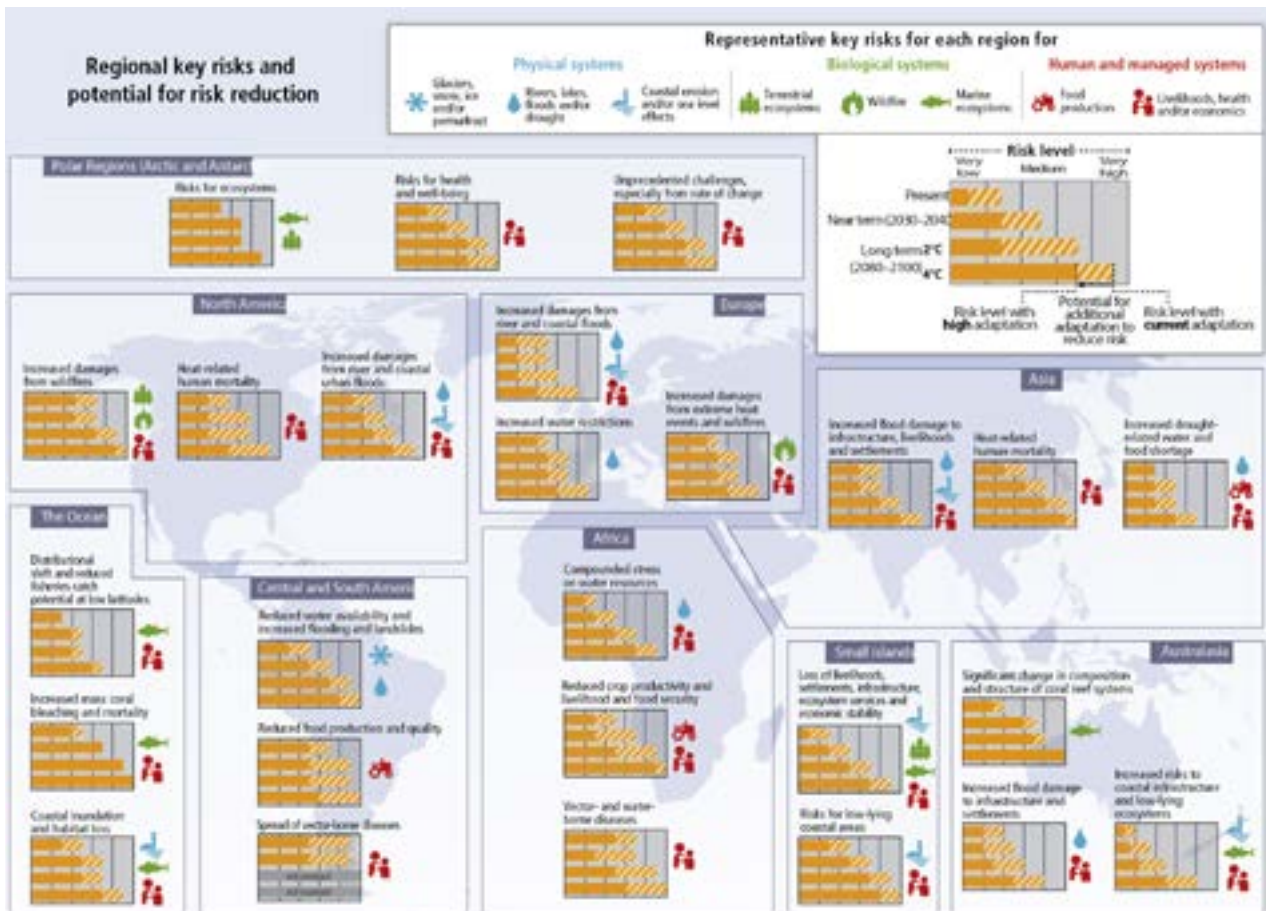 Regional key risks and
potential for risk reduction
Representative key risks for each region for
Physical systems
Biological systems
Human and managed systems
Glaciers,
snow, ice
and/or
permafrost
Rivers, lakes,
floods and/or
drought
Coastal erosion
and/or sea level
effects
Terrestrial
ecosystems
Wildfire
Marine
ecosystems
Food
production
Livelihoods, health
and/or economics
Risk level
Very
low
Medium
Very
high
Present
Near term (2030–2040
Long term 2°C
(2080–2100) 4°C
Risk level with
high adaptation
Potential for
additional
adaptation to
reduce risk
Risk level with
current adaptation
Polar Regions (Arctic and Antarc
Risks for ecosystems
Risks for health
and well-being
Unprecedented challenges,
especially from rate of change
North America
Increased damages
from wildfires
Heat-related
human mortality
Increased damages
from river and coastal
urban floods
Europe
Increased damages from
river and coastal floods
Increased water restrictions
Increased damages
from extreme heat
events and wildfires
Asia
Increased flood damage to
infrastructure, livelihoods
and settlements
Heat-related
human mortality
Increased drought-
related water and
food shortage
The Ocean
Distributional
shift and reduced
fisheries catch
potential at low latitudes
Increased mass coral
bleaching and mortality
Coastal inundation
and habitat loss
Central and South Americ
Reduced water availability and
increased flooding and landslides
Reduced food production and quality
Spread of vector-borne diseases
Africa
Compounded stress
on water resources
Reduced crop productivity and
livelihood and food security
Vector- and water-
borne diseases
Small Islands
Loss of livelihoods,
settlements, infrastructure,
ecosystem services and
economic stability
Risks for low-lying
coastal areas
Australasia
Significant change in composition
and structure of coral reef systems
Increased flood damage
to infrastructure and
settlements
Increased risks to
coastal infrastructure
and low-lying
ecosystems